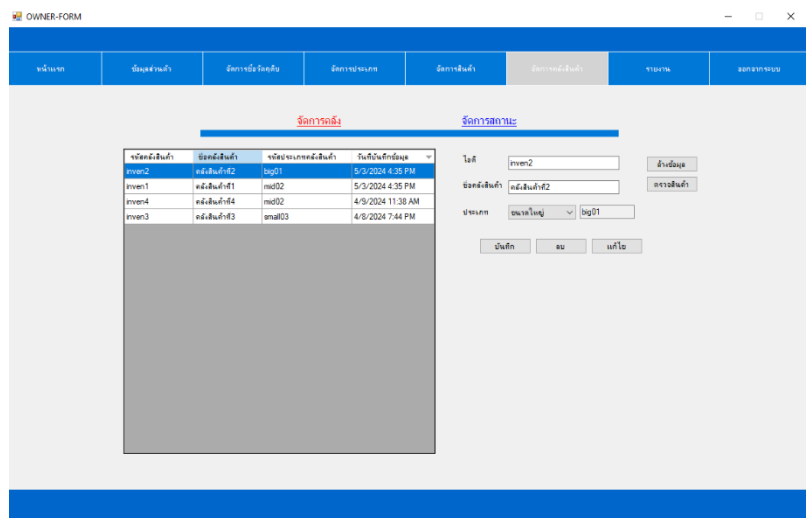 OWNER-FORM
หน้าแรก ข้อมูลส่วนตัว จัดการชื่อวัตถุดิบ จัดการประเภท จัดการสินค้า จัดการคลังสินค้า รายงาน ออกจากระบบ
จัดการคลัง จัดการสถานะ
รหัสคลังสินค้า ชื่อคลังสินค้า รหัสประเภทคลังสินค้า วันที่บันทึกข้อมูล
inven2 คลังสินค้าที่2 big01 5/3/2024 4:35 PM
inven1 คลังสินค้าที่1 mid02 5/3/2024 4:35 PM
inven4 คลังสินค้าที่4 mid02 4/9/2024 11:38 AM
inven3 คลังสินค้าที่3 small03 4/8/2024 7:44 PM
ไอดี inven2 ล้างข้อมูล
ชื่อคลังสินค้า คลังสินค้าที่2 ตรวจสินค้า
ประเภท ขนาดใหญ่ big01
บันทึก ลบ แก้ไข